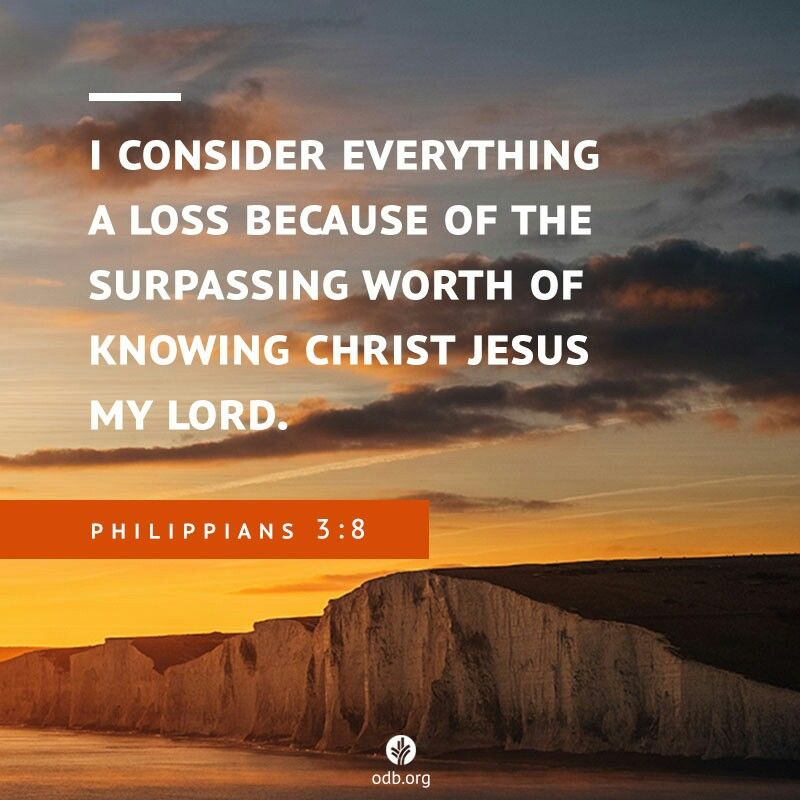 I CONSIDER EVERYTHING
A LOSS BECAUSE OF THE
SURPASSING WORTH OF
KNOWING CHRIST JESUS
MY LORD.
PHILIPPIANS 3:8
odb.org